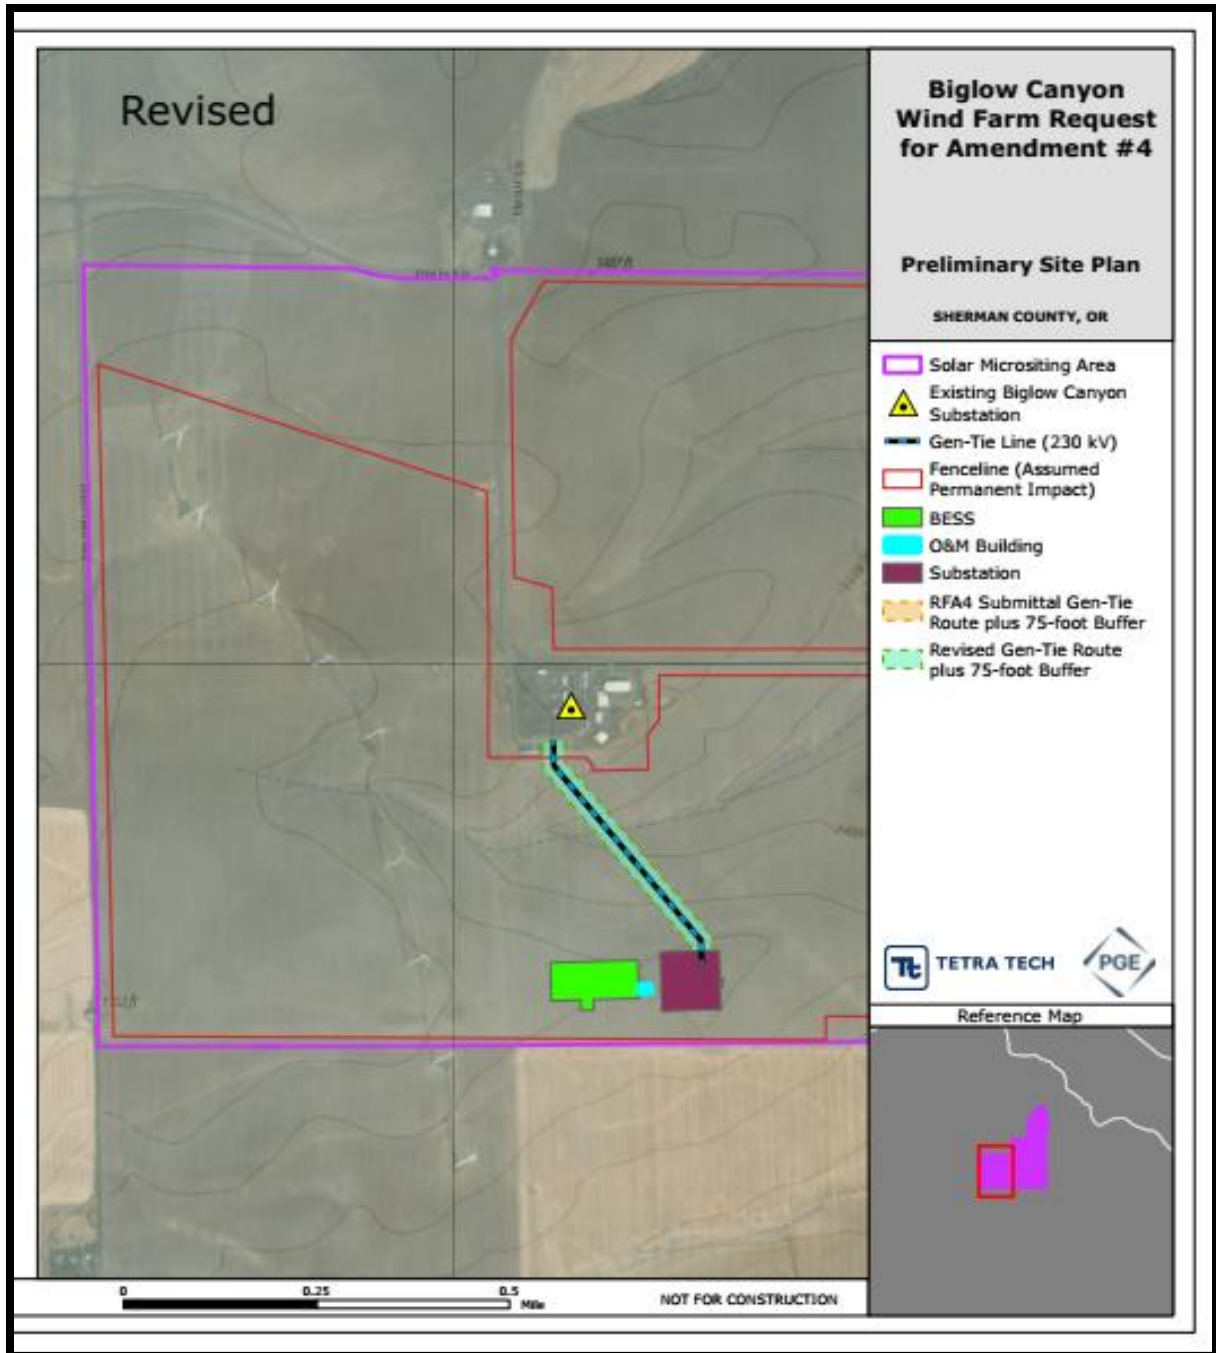 Revised
Biglow Canyon
Wind Farm Request
for Amendment #4
Preliminary Site Plan
SHERMAN COUNTY, OR
Solar Micrositing Area
Existing Biglow Canyon
Substation
Gen-Tie Line (230 kV)
Fenceline (Assumed
Permanent Impact)
BESS
O&M Building
Substation
RFA4 Submittal Gen-Tie
Route plus 75-foot Buffer
Revised Gen-Tie Route
plus 75-foot Buffer
Tt TETRA TECH
PGE
Reference Map
0 0.25 0.5
Mile
NOT FOR CONSTRUCTION